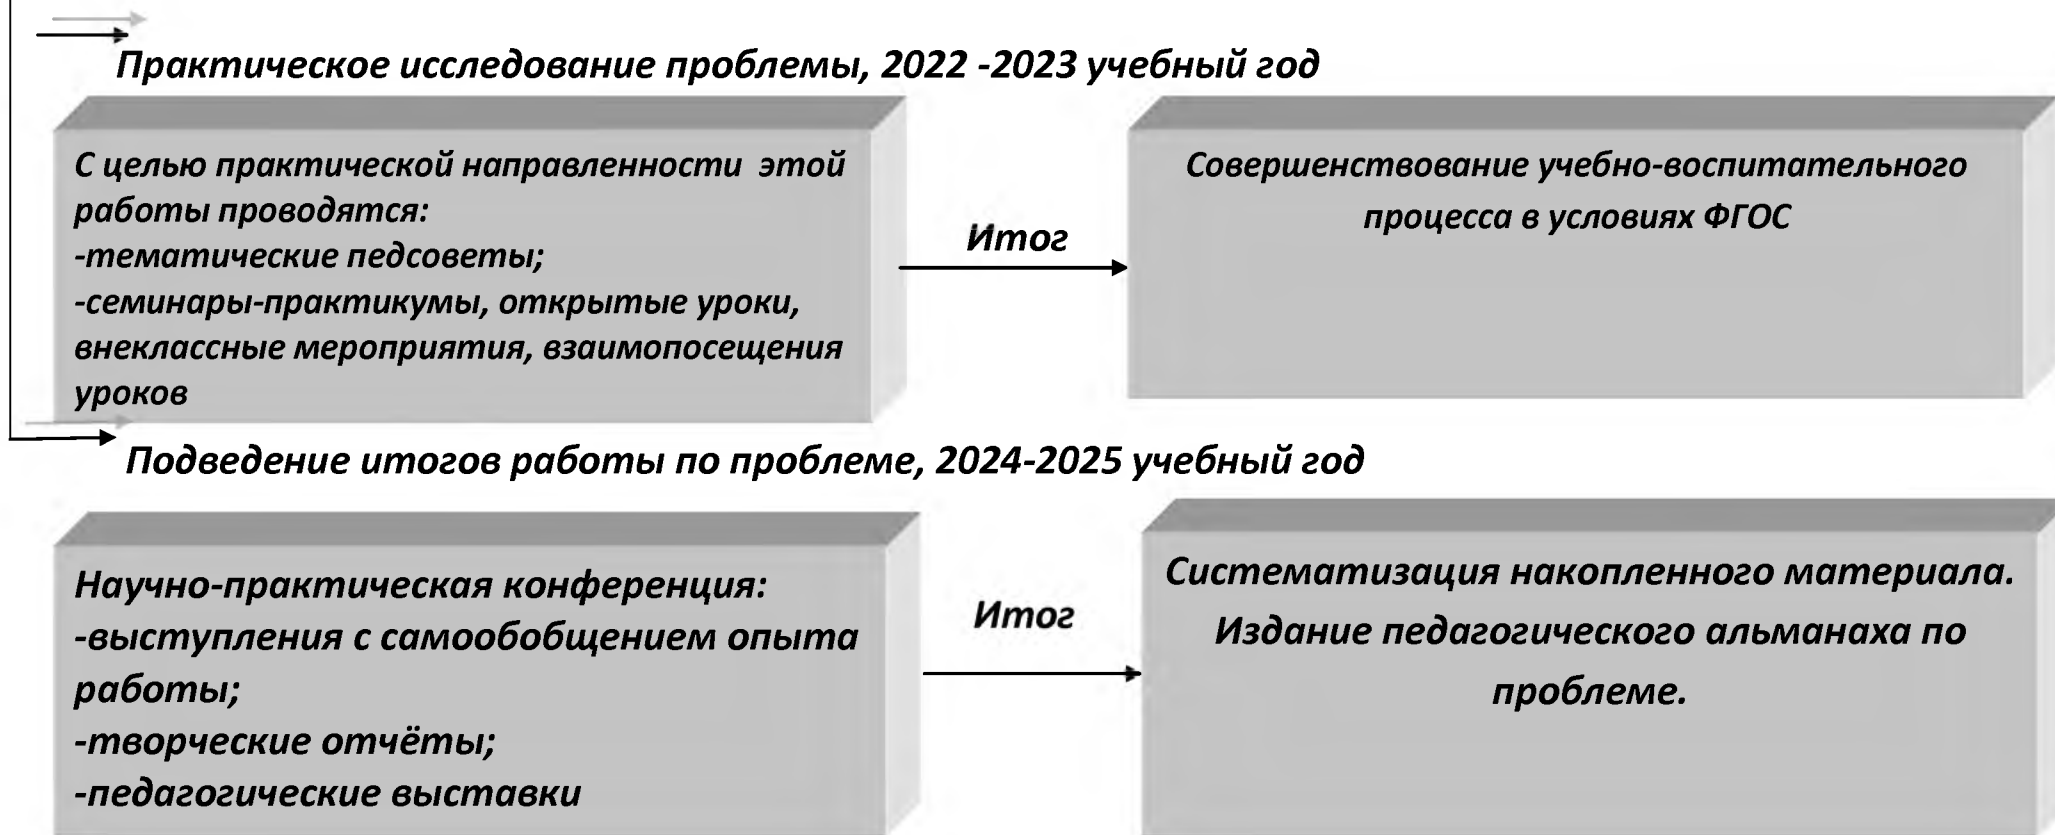 Практическое исследование проблемы, 2022 -2023 учебный год
С целью практической направленности этой
работы проводятся:
-тематические педсоветы;
-семинары-практикумы, открытые уроки,
внеклассные мероприятия, взаимопосещения
уроков
Итог
Совершенствование учебно-воспитательного
процесса в условиях ФГОС
Подведение итогов работы по проблеме, 2024-2025 учебный год
Научно-практическая конференция:
-выступления с самообобщением опыта
работы;
-творческие отчёты;
-педагогические выставки
Итог
Систематизация накопленного материала.
Издание педагогического альманаха по
проблеме.